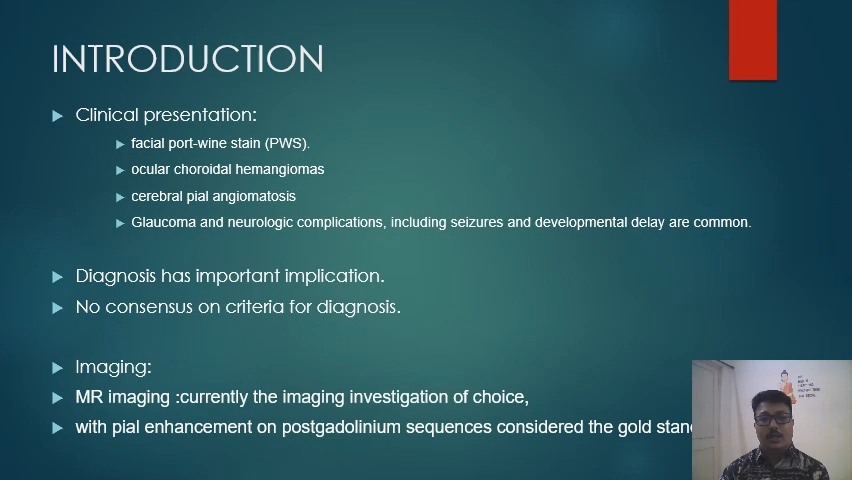 INTRODUCTION
Clinical presentation:
facial port-wine stain (PWS).
ocular choroidal hemangiomas
cerebral pial angiomatosis
Glaucoma and neurologic complications, including seizures and developmental delay are common.
Diagnosis has important implication.
No consensus on criteria for diagnosis.
Imaging:
MR imaging :currently the imaging investigation of choice,
with pial enhancement on postgadolinium sequences considered the gold